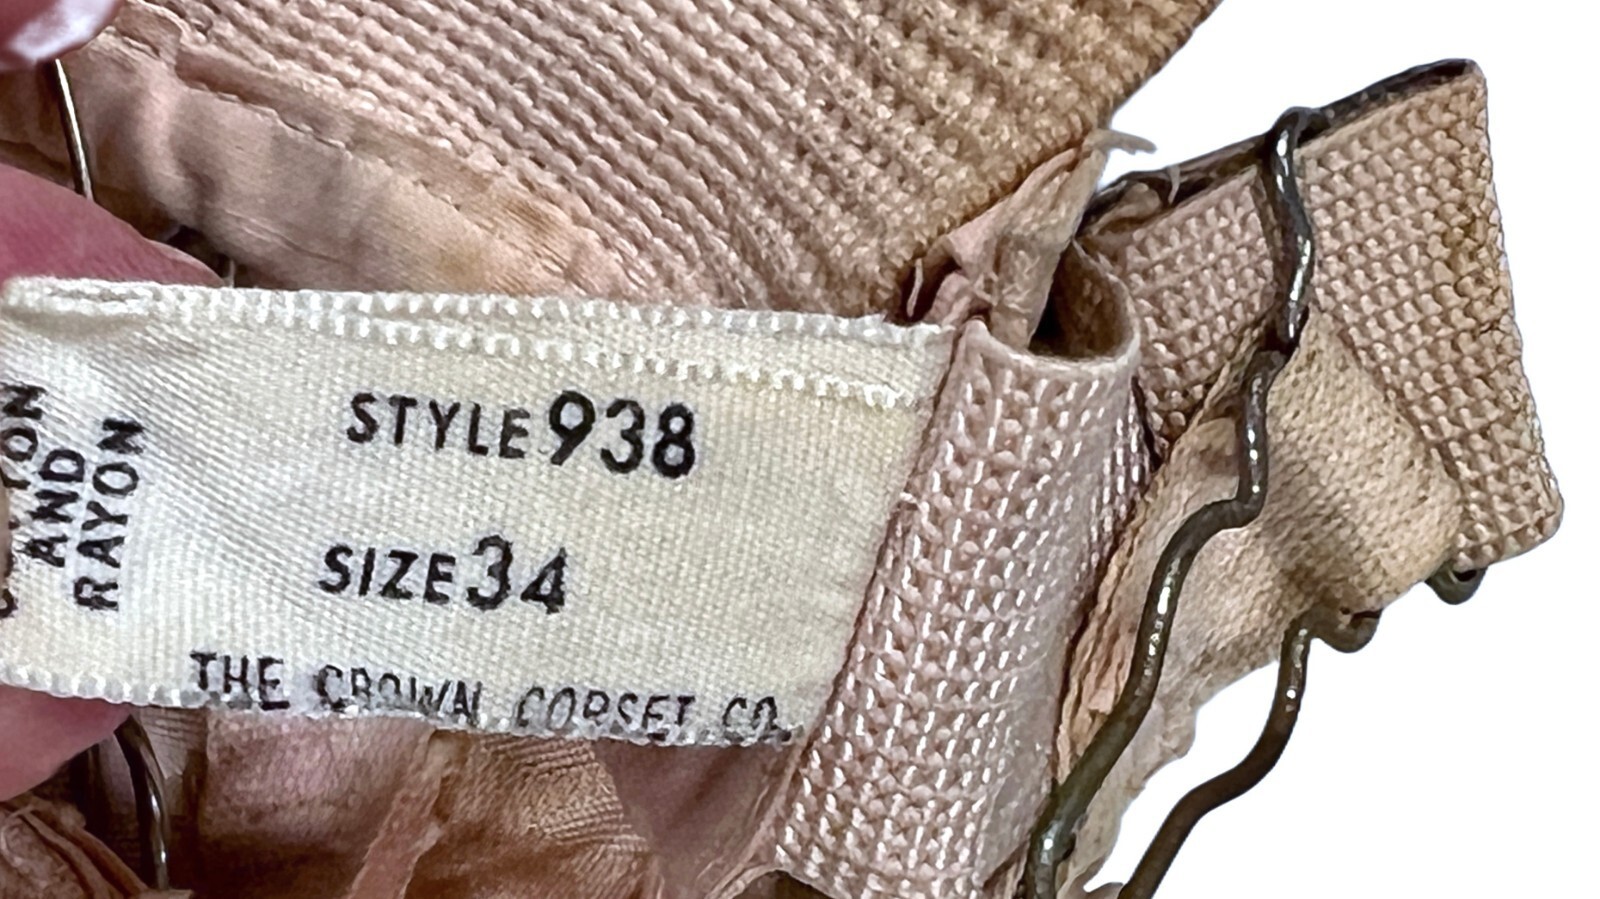 AND
RAYON
STYLE 938
SIZE 34
THE CROWN CORSET CO.